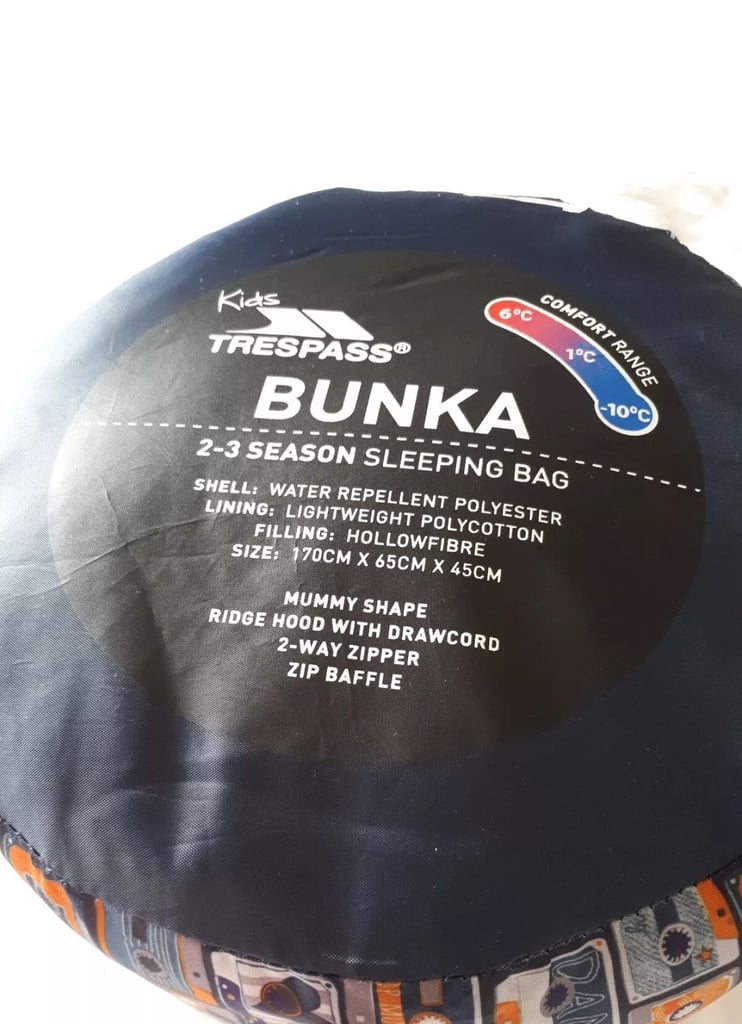 Kids
TRESPASS®
COMFORT RANGE
6°C
1°C
-10°C
BUNKA
2-3 SEASON SLEEPING BAG
SHELL: WATER REPELLENT POLYESTER
LINING: LIGHTWEIGHT POLYCOTTON
FILLING: HOLLOWFIBRE
SIZE: 170CM X 65CM X 45CM
MUMMY SHAPE
RIDGE HOOD WITH DRAWCORD
2-WAY ZIPPER
ZIP BAFFLE